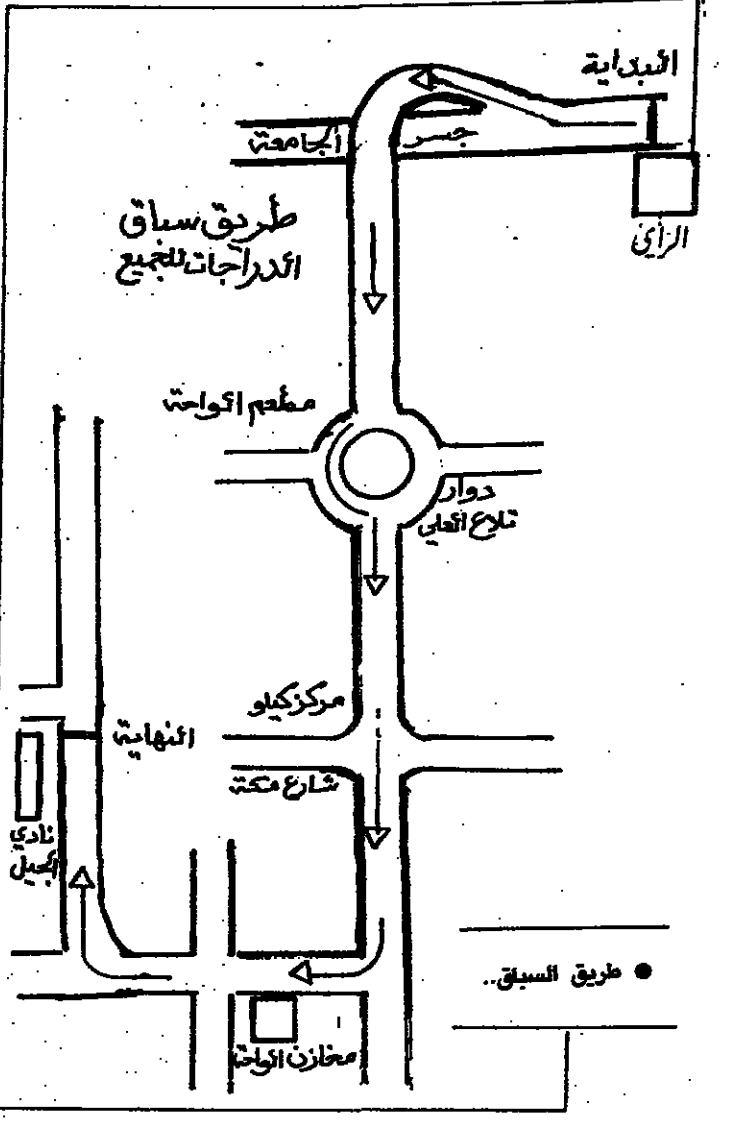 البداية
جسر الجامعة
الرأي
طريق سباق
الدراجات للجميع
مطعم الواحة
دوار
تلاع العلي
مركز كيلو
شارع مكة
النهاية
نادي
الجيل
طريق السباق..
مخازن الواحة